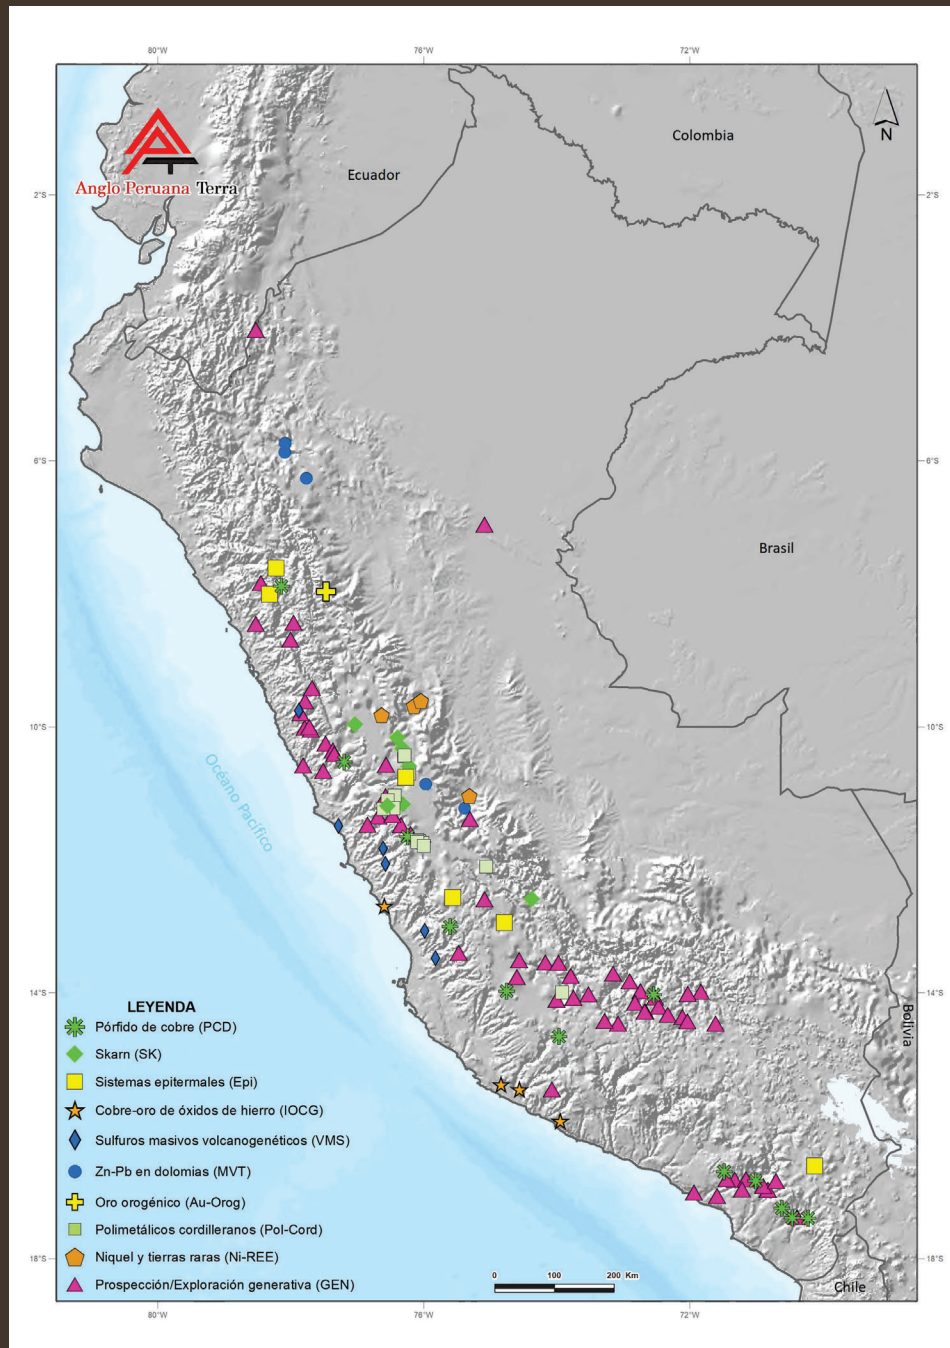 80°W 76°W 72°W
N
Colombia
Ecuador
Anglo Peruana Terra
2°S 2°S
6°S 6°S
Brasil
10°S 10°S
Océano Pacífico
14°S 14°S
Bolivia
LEYENDA
Pórfido de cobre (PCD)
Skarn (SK)
Sistemas epitermales (Epi)
Cobre-oro de óxidos de hierro (IOCG)
Sulfuros masivos volcanogenéticos (VMS)
Zn-Pb en dolomias (MVT)
Oro orogénico (Au-Orog)
Polimetálicos cordilleranos (Pol-Cord)
Niquel y tierras raras (Ni-REE)
Prospección/Exploración generativa (GEN)
18°S 18°S
0 100 200 Km
Chile
80°W 76°W 72°W